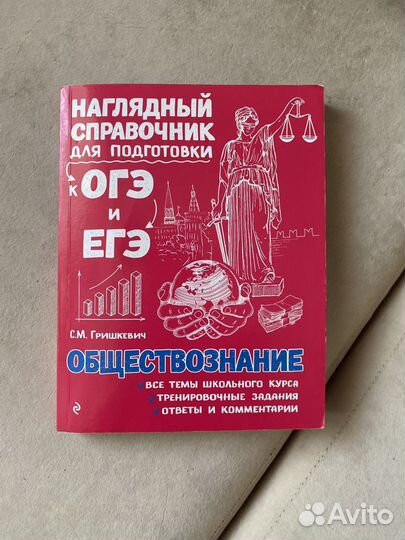 НАГЛЯДНЫЙ
СПРАВОЧНИК
ДЛЯ ПОДГОТОВКИ
К ОГЭ
И
ЕГЭ
С.М. ГРИШКЕВИЧ
ОБЩЕСТВОЗНАНИЕ
ВСЕ ТЕМЫ ШКОЛЬНОГО КУРСА
ТРЕНИРОВОЧНЫЕ ЗАДАНИЯ
ОТВЕТЫ И КОММЕНТАРИИ
Avito